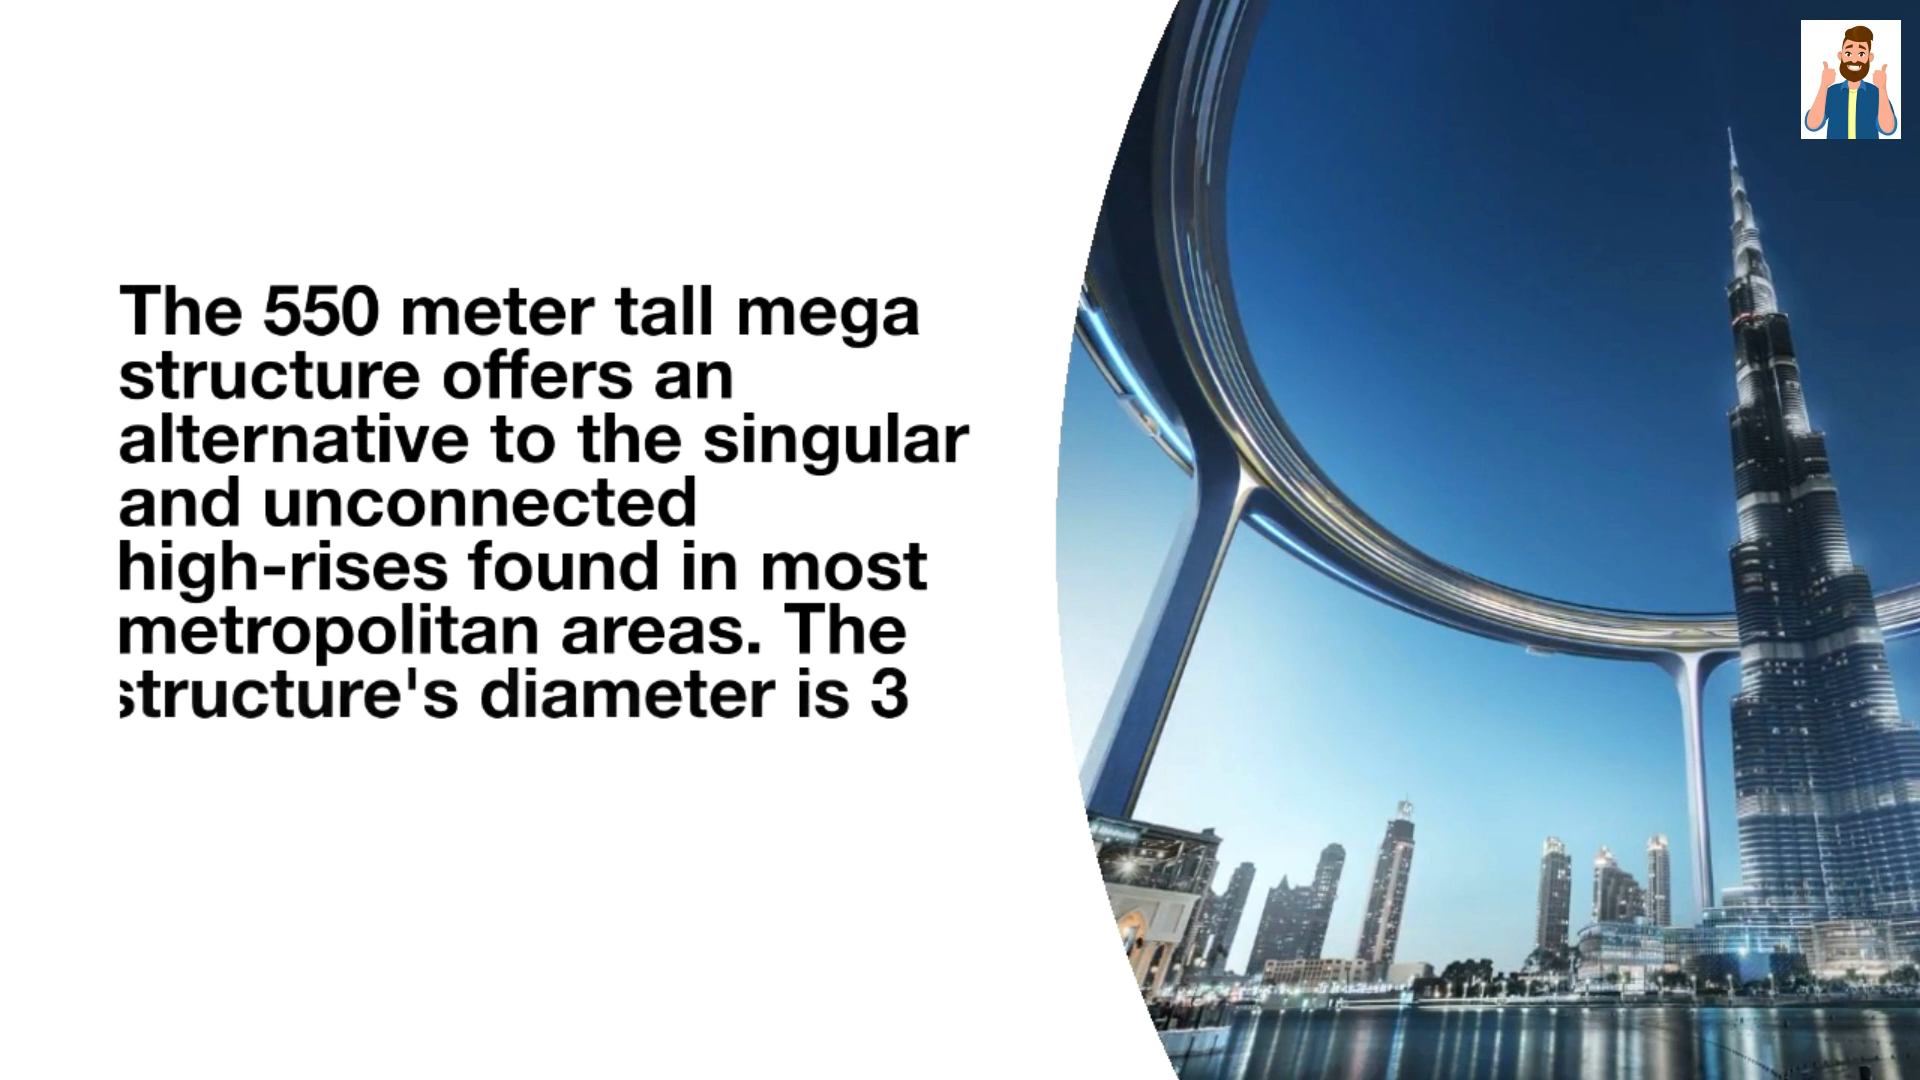 The 550 meter tall mega
structure offers an
alternative to the singular
and unconnected
high-rises found in most
metropolitan areas. The
structure's diameter is 3